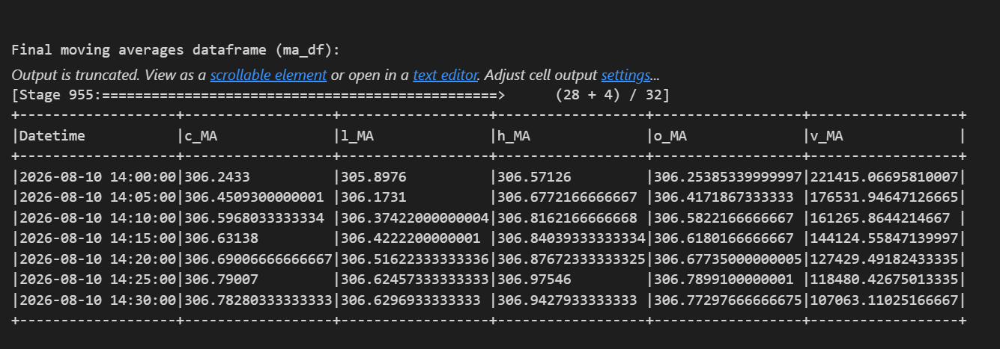 Final moving averages dataframe (ma_df):
Output is truncated. View as a scrollable element or open in a text editor. Adjust cell output settings...
[Stage 955:================================================>      (28 + 4) / 32]
+-------------------+------------------+------------------+------------------+------------------+------------------+
|Datetime           |c_MA              |l_MA              |h_MA              |o_MA              |v_MA              |
+-------------------+------------------+------------------+------------------+------------------+------------------+
|2026-08-10 14:00:00|306.2433          |305.8976          |306.57126         |306.25385339999997|221415.06695810007|
|2026-08-10 14:05:00|306.4509300000001 |306.1731          |306.6772166666667 |306.4171867333333 |176531.94647126665|
|2026-08-10 14:10:00|306.5968033333334 |306.37422000000004|306.8162166666668 |306.5822166666667 |161265.8644214667 |
|2026-08-10 14:15:00|306.63138         |306.4222200000001 |306.84039333333334|306.6180166666667 |144124.55847139997|
|2026-08-10 14:20:00|306.69006666666667|306.51622333333336|306.87672333333325|306.67735000000005|127429.49182433335|
|2026-08-10 14:25:00|306.79007         |306.62457333333333|306.97546         |306.7899100000001 |118480.42675013335|
|2026-08-10 14:30:00|306.78280333333333|306.6296933333333 |306.9427933333333 |306.77297666666675|107063.11025166667|
+-------------------+------------------+------------------+------------------+------------------+------------------+